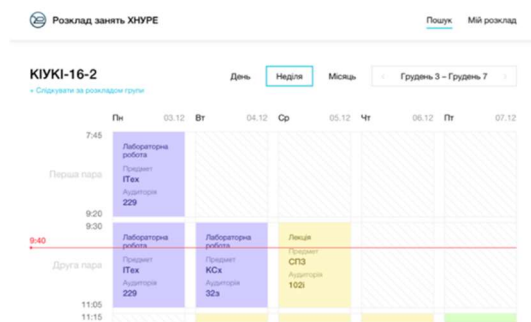 Розклад занять ХНУРЕ
Пошук
Мій розклад
КІУКІ-16-2
+ Слідкувати за розкладом групи
День
Неділя
Місяць
Грудень 3 – Грудень 7
Пн 03.12
Вт 04.12
Ср 05.12
Чт 06.12
Пт 07.12
7:45
Перша пара
9:20
Лабораторна
робота
Предмет
ІТех
Аудиторія
229
9:30
9:40
Друга пара
11:05
Лабораторна
робота
Предмет
ІТех
Аудиторія
229
Лабораторна
робота
Предмет
КСх
Аудиторія
32з
Лекція
Предмет
СПЗ
Аудиторія
102і
11:15